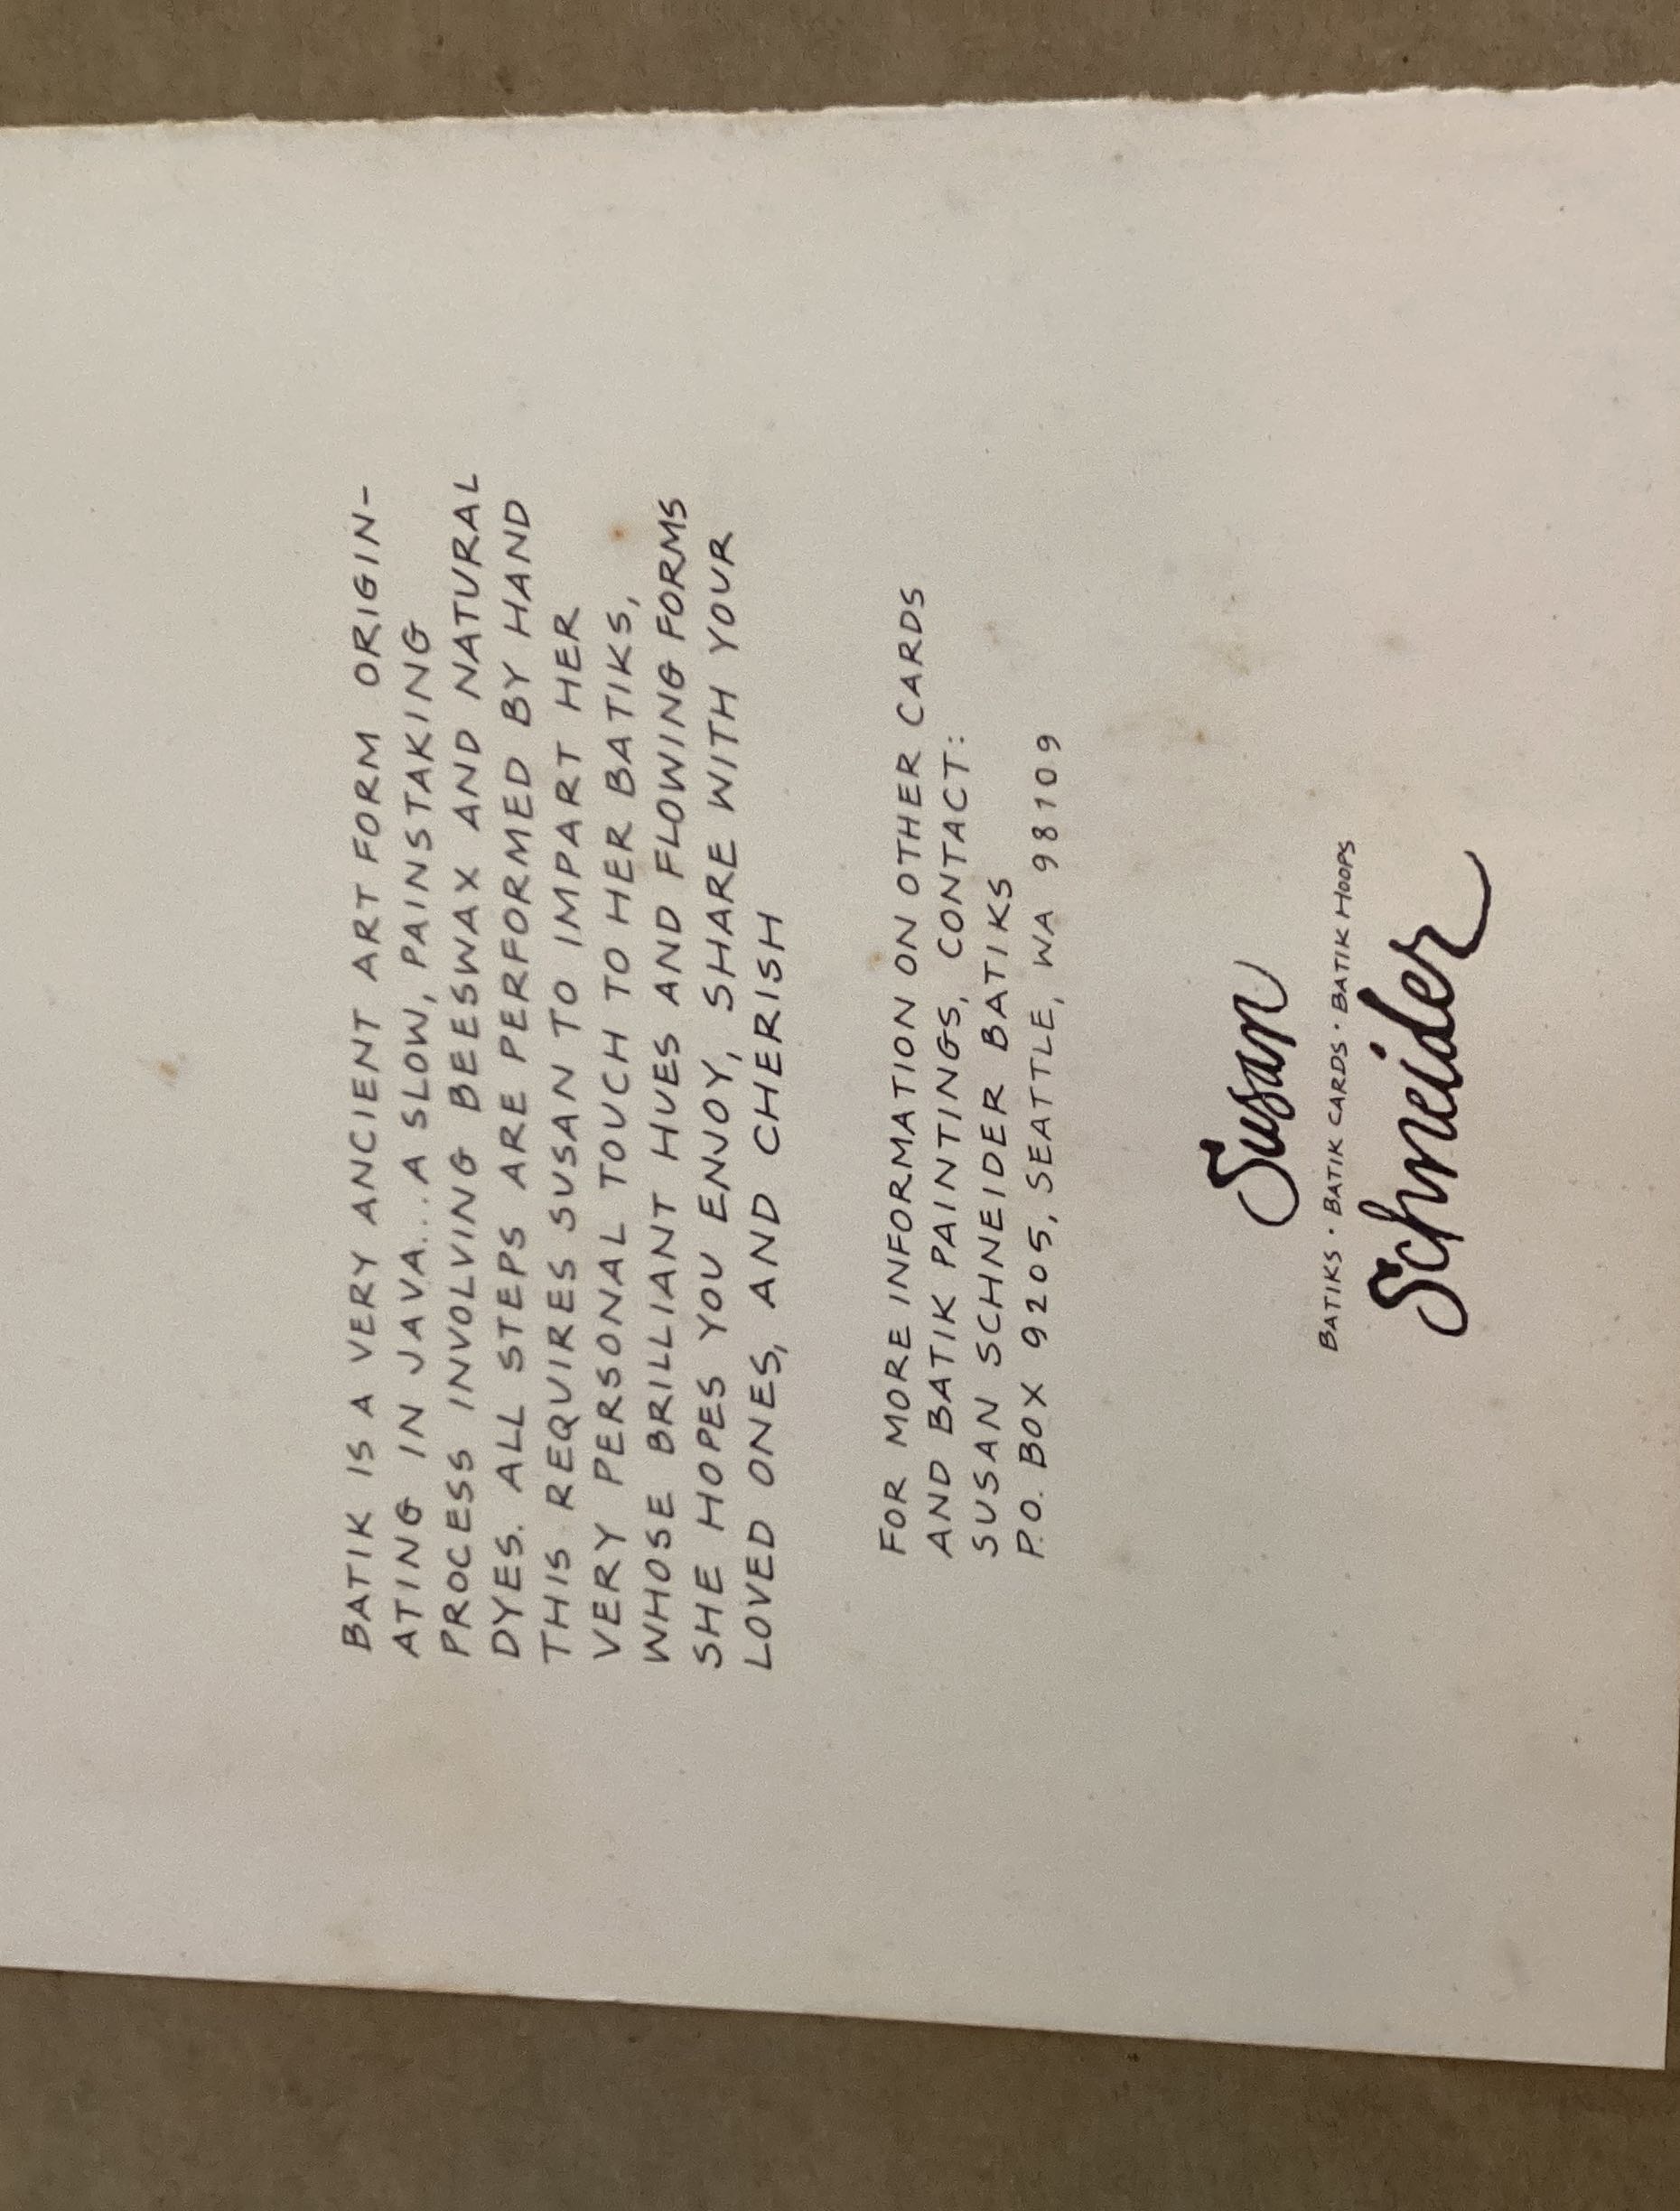 BATIK IS A VERY ANCIENT ART FORM ORIGIN-
ATING IN JAVA... A SLOW, PAINSTAKING
PROCESS INVOLVING BEESWAX AND NATURAL
DYES. ALL STEPS ARE PERFORMED BY HAND
THIS REQUIRES SUSAN TO IMPART HER
VERY PERSONAL TOUCH TO HER BATIKS,
WHOSE BRILLIANT HUES AND FLOWING FORMS
SHE HOPES YOU ENJOY, SHARE WITH YOUR
LOVED ONES, AND CHERISH
FOR MORE INFORMATION ON OTHER CARDS
AND BATIK PAINTINGS, CONTACT:
SUSAN SCHNEIDER BATIKS
P.O. BOX 9205, SEATTLE, WA 98109
Susan
BATIKS · BATIK CARDS · BATIK HOOPS
Schneider